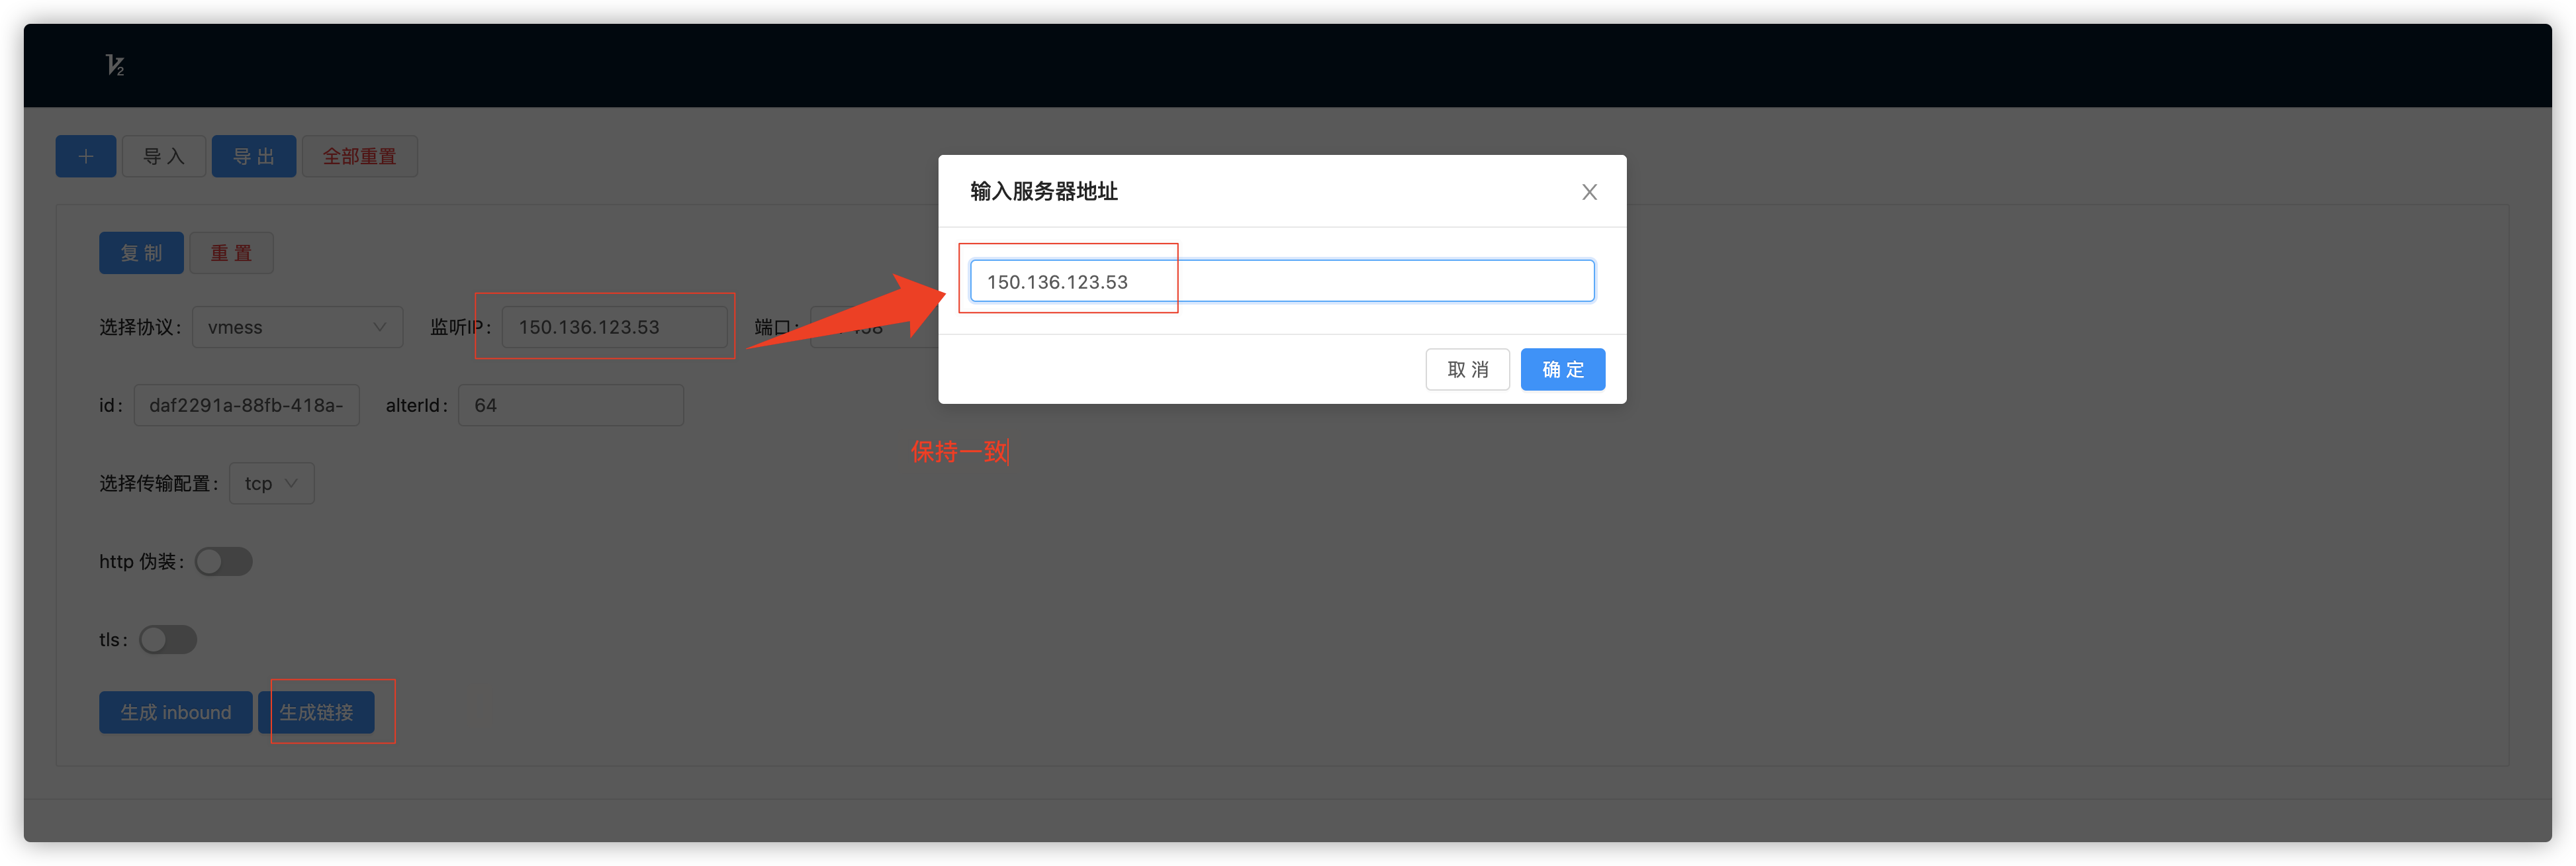 V2
+ 导入 导出 全部重置
输入服务器地址 X
复制 重置
150.136.123.53
选择协议: vmess 监听IP: 150.136.123.53 端口:
取消 确定
id: daf2291a-88fb-418a- alterId: 64
保持一致
选择传输配置: tcp
http 伪装:
tls:
生成 inbound 生成链接